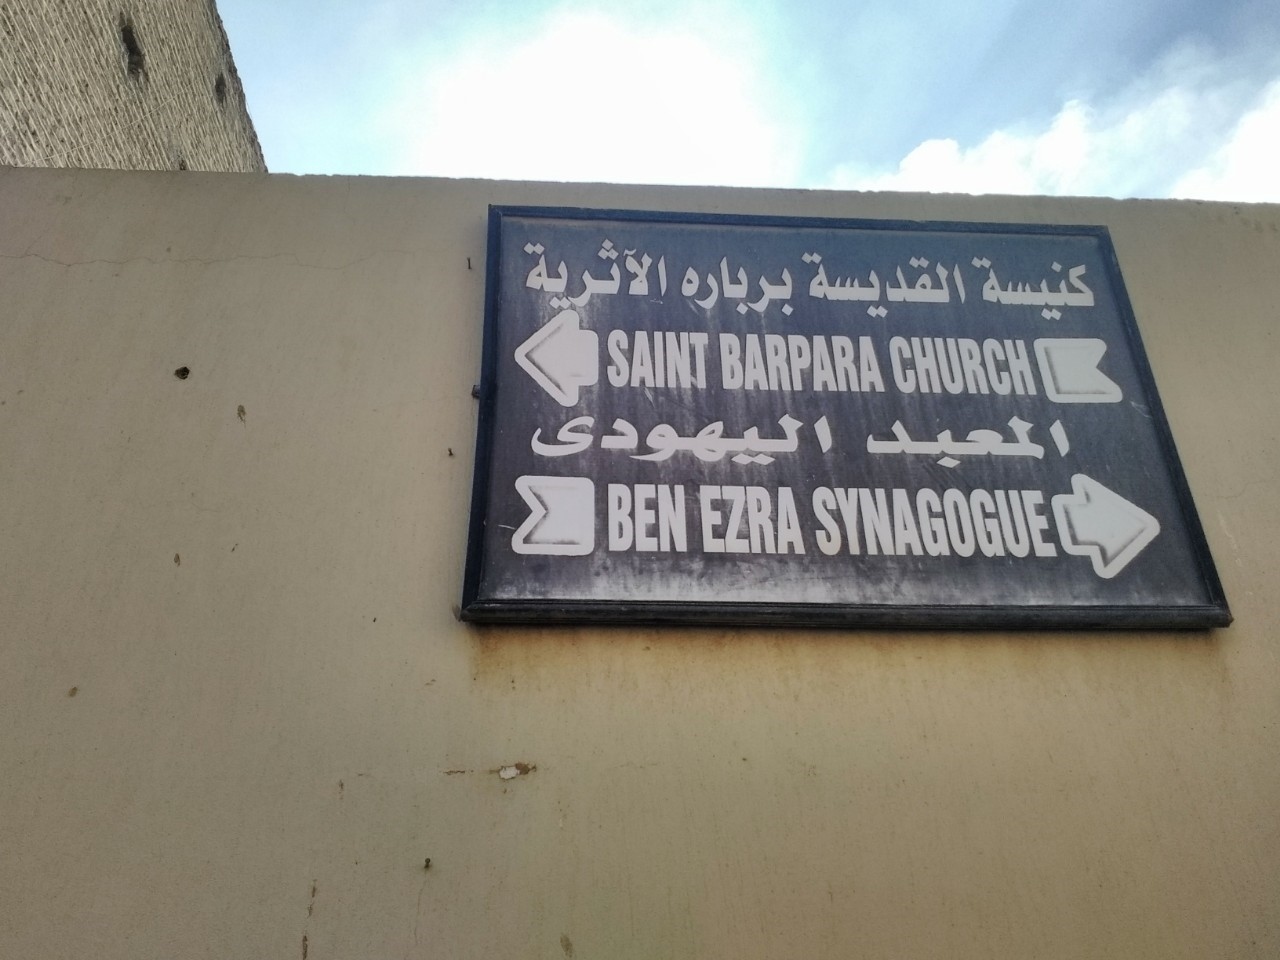 كنيسة القديسة برباره الآثرية
SAINT BARPARA CHURCH
المعبد اليهودى
BEN EZRA SYNAGOGUE